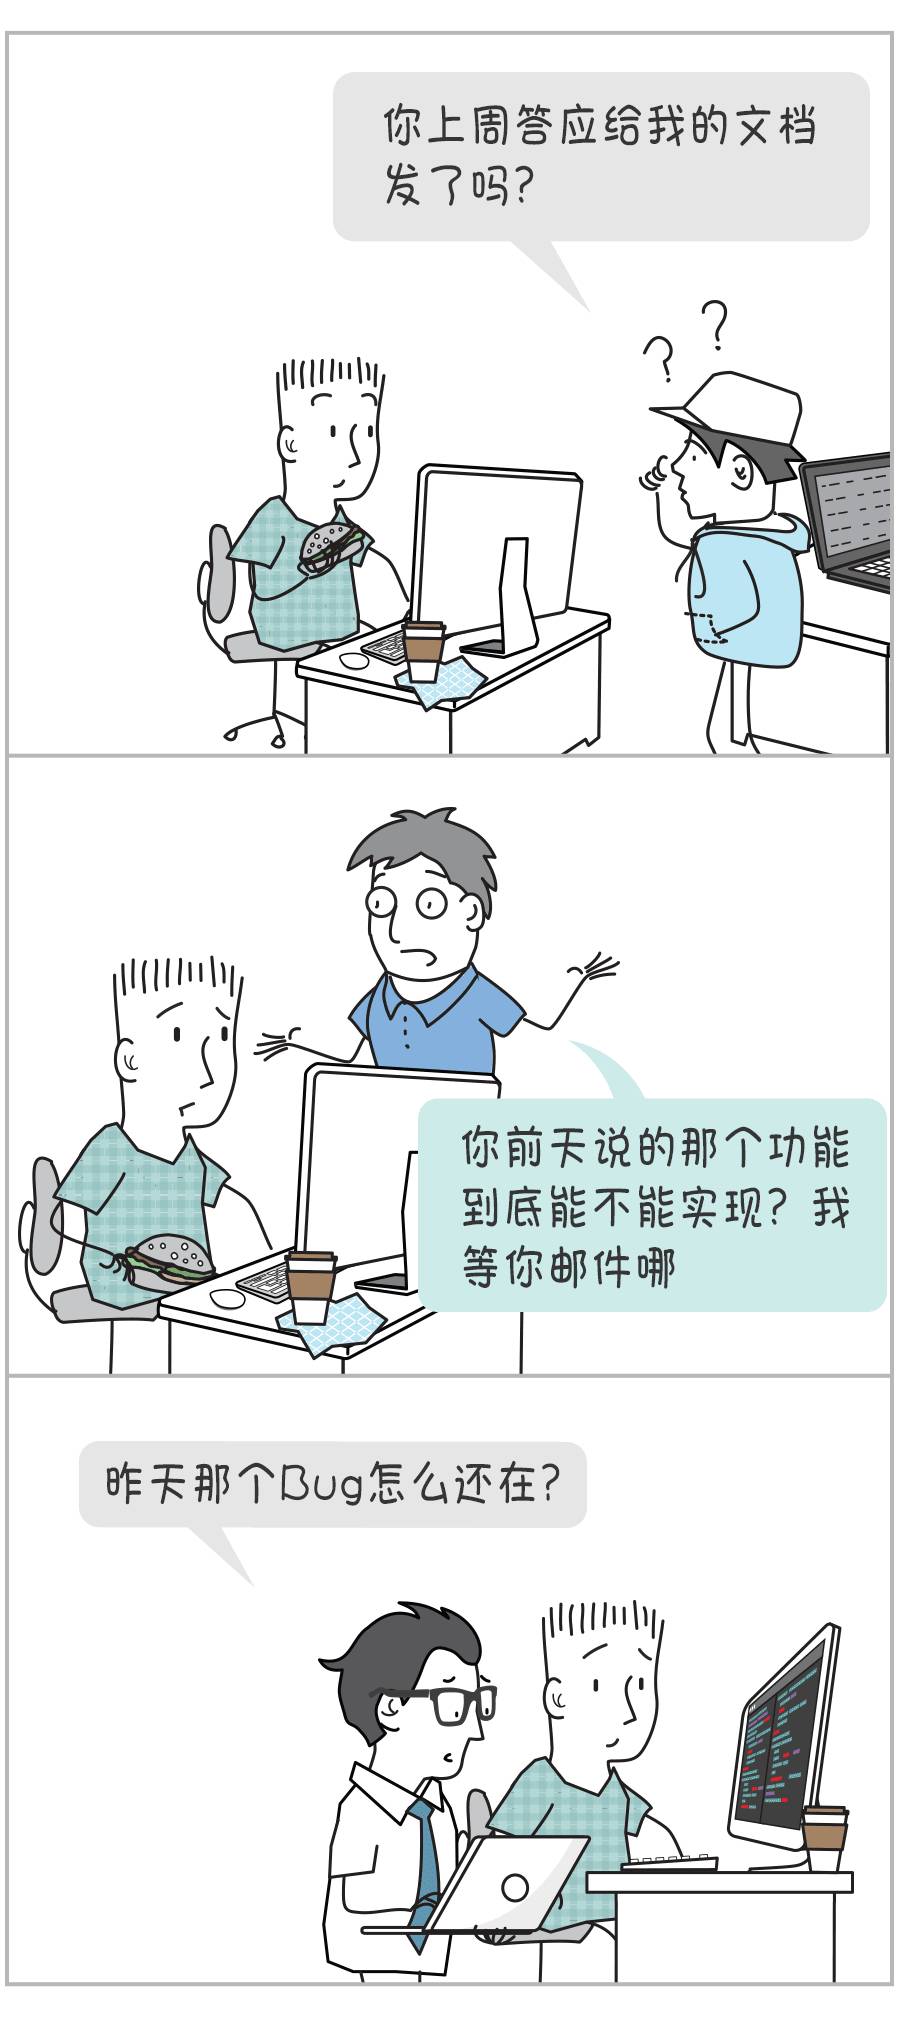 你上周答应给我的文档
发了吗?
? ?
你前天说的那个功能
到底能不能实现? 我
等你邮件哪
昨天那个Bug怎么还在?